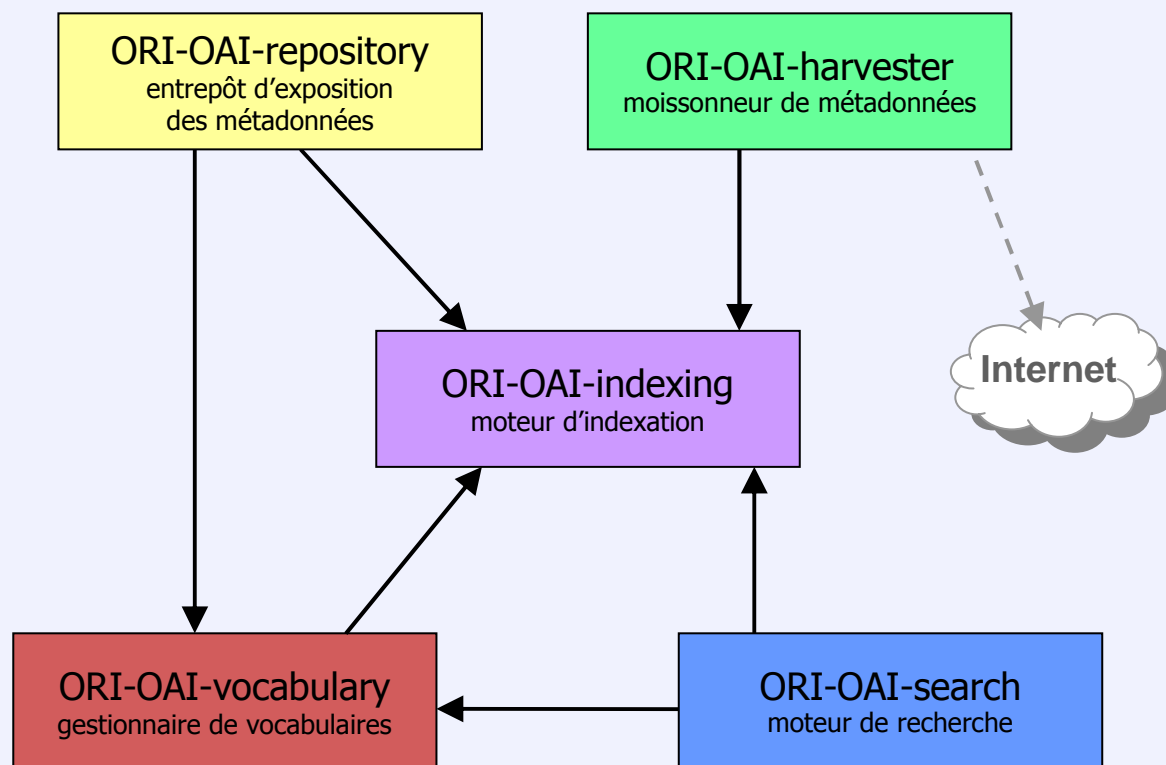 ORI-OAI-repository
entrepôt d’exposition
des métadonnées
ORI-OAI-harvester
moissonneur de métadonnées
ORI-OAI-indexing
moteur d’indexation
Internet
ORI-OAI-vocabulary
gestionnaire de vocabulaires
ORI-OAI-search
moteur de recherche